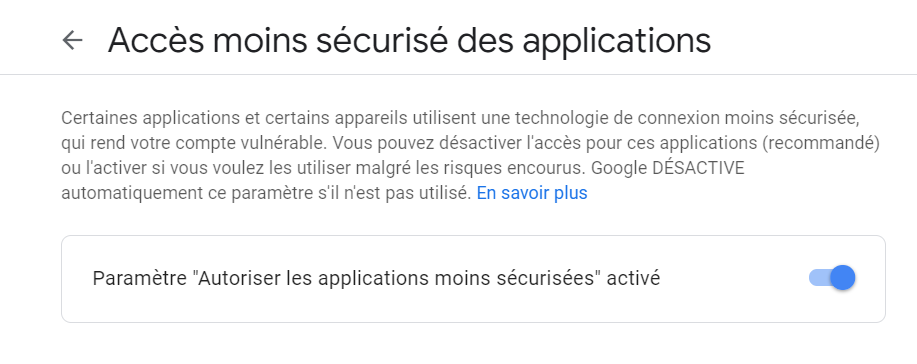 Accès moins sécurisé des applications
Certaines applications et certains appareils utilisent une technologie de connexion moins sécurisée,
qui rend votre compte vulnérable. Vous pouvez désactiver l'accès pour ces applications (recommandé)
ou l'activer si vous voulez les utiliser malgré les risques encourus. Google DÉSACTIVE
automatiquement ce paramètre s'il n'est pas utilisé. En savoir plus
Paramètre "Autoriser les applications moins sécurisées" activé